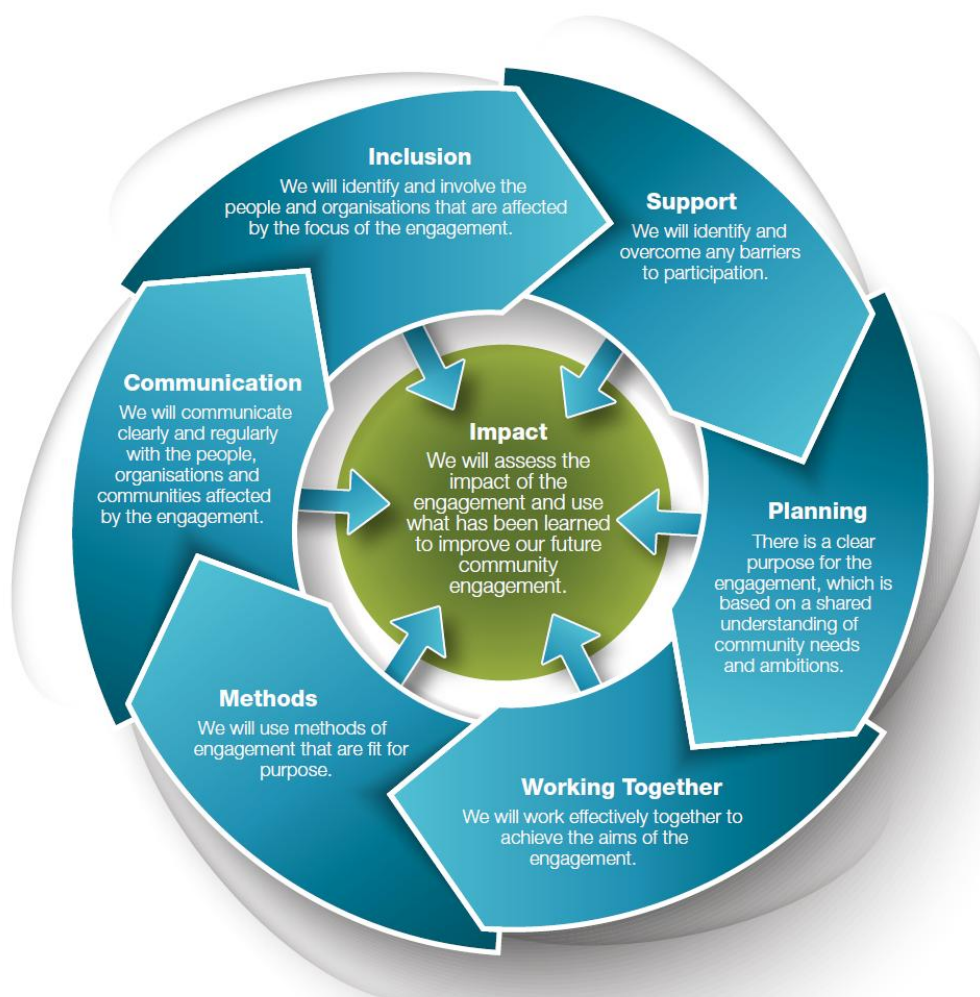 Inclusion
We will identify and involve the
people and organisations that are affected
by the focus of the engagement.
Support
We will identify and
overcome any barriers
to participation.
Planning
There is a clear
purpose for the
engagement, which is
based on a shared
understanding of
community needs
and ambitions.
Working Together
We will work effectively together to
achieve the aims of the
engagement.
Methods
We will use methods of
engagement that are fit for
purpose.
Communication
We will communicate
clearly and regularly
with the people,
organisations and
communities affected
by the engagement.
Impact
We will assess the
impact of the
engagement and use
what has been learned
to improve our future
community
engagement.